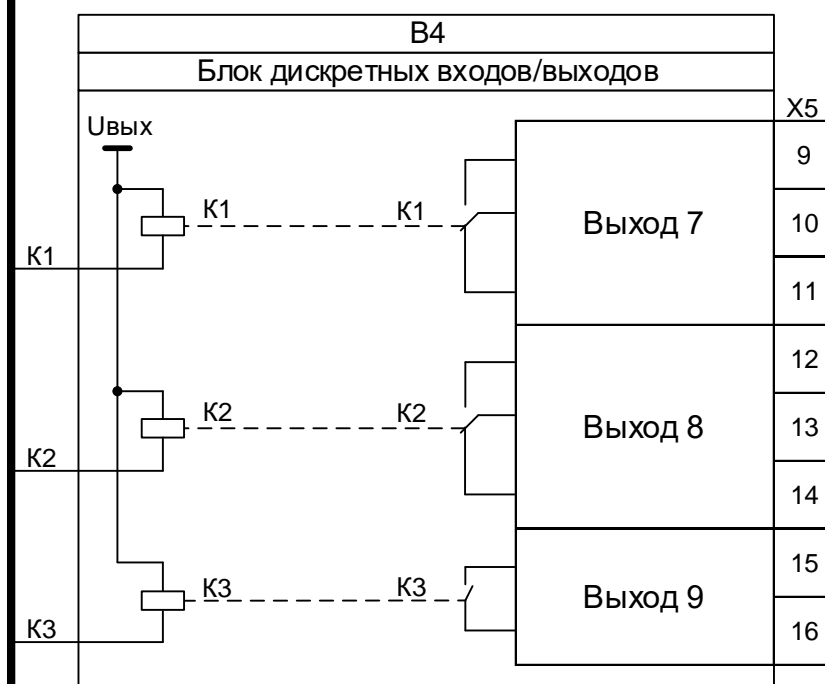 В4
Блок дискретных входов/выходов
X5
Uвых
9
К1
К1
Выход 7
10
К1
11
12
К2
К2
Выход 8
13
К2
14
15
К3
К3
Выход 9
16
К3